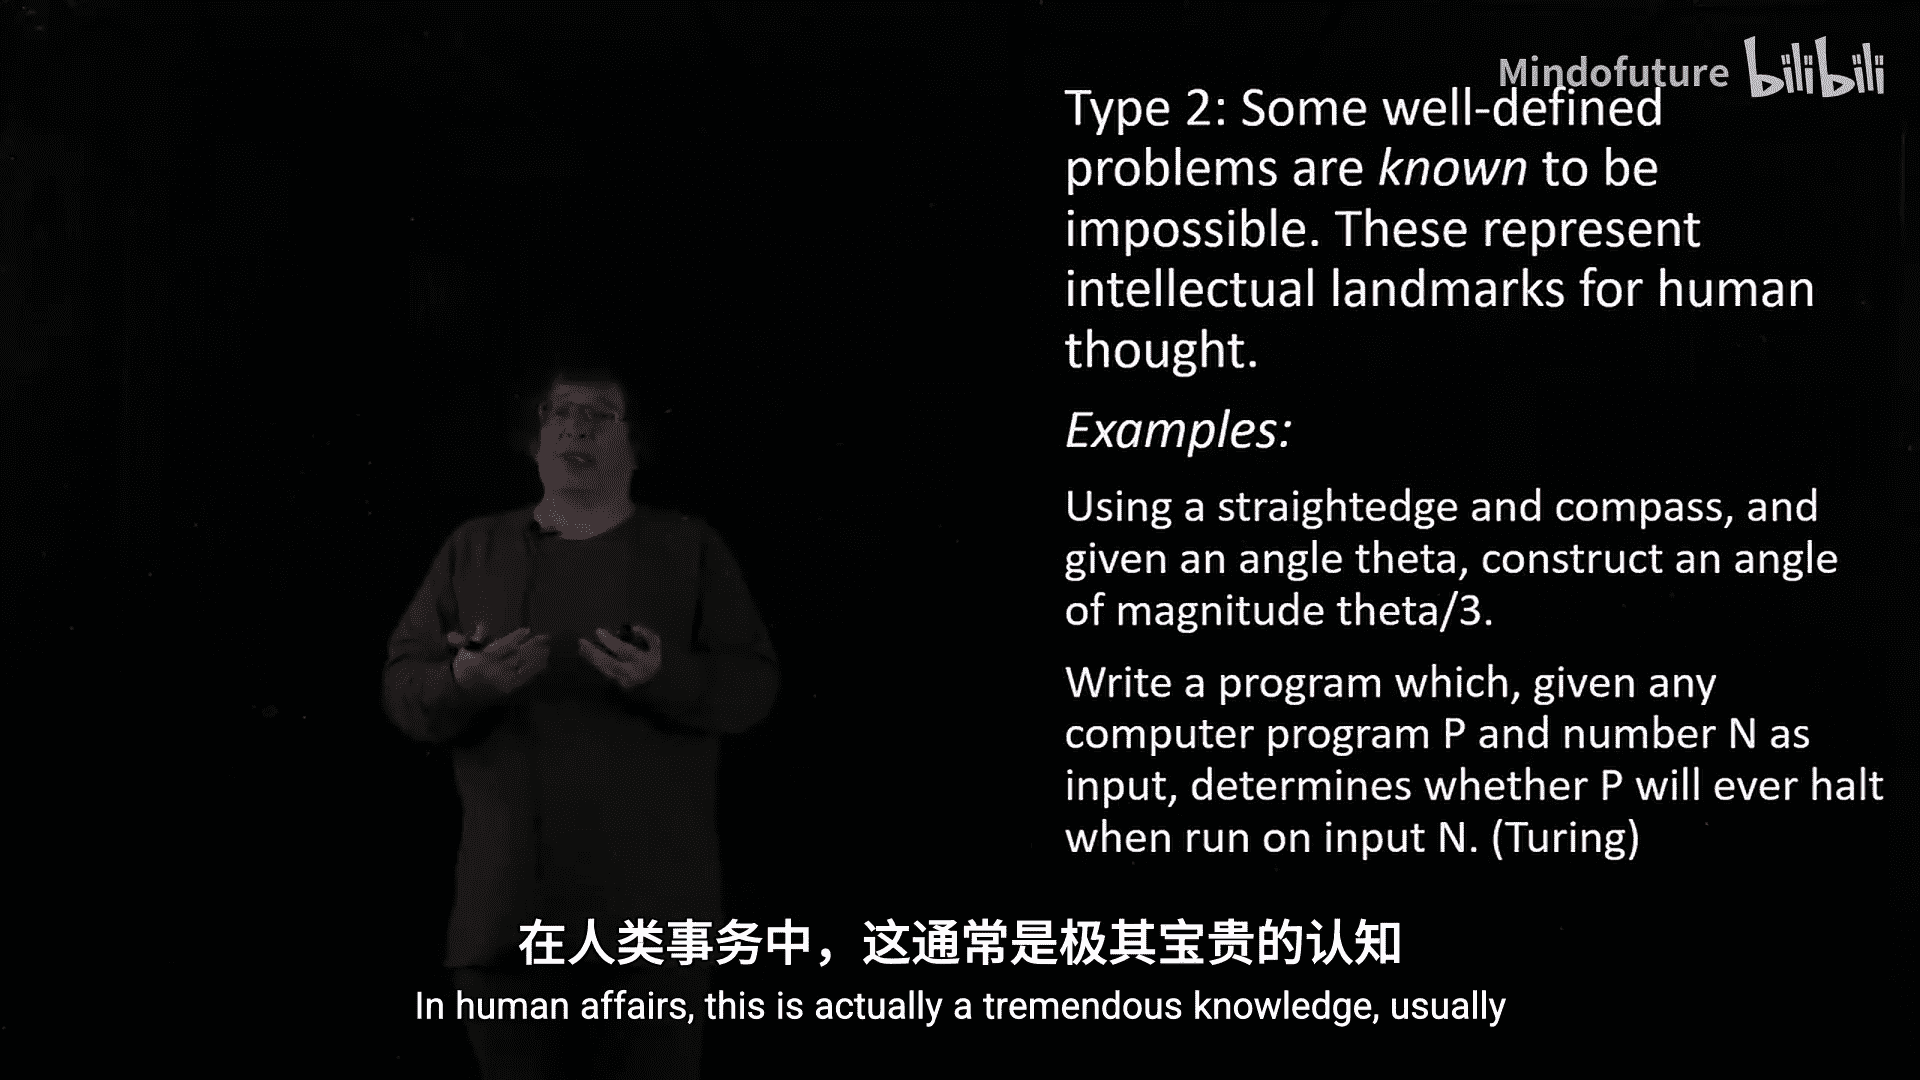 Mindofuture bilibili
Type 2: Some well-defined
problems are known to be
impossible. These represent
intellectual landmarks for human
thought.
Examples:
Using a straightedge and compass, and
given an angle theta, construct an angle
of magnitude theta/3.
Write a program which, given any
computer program P and number N as
input, determines whether P will ever halt
when run on input N. (Turing)
在人类事务中，这通常是极其宝贵的认知
In human affairs, this is actually a tremendous knowledge, usually